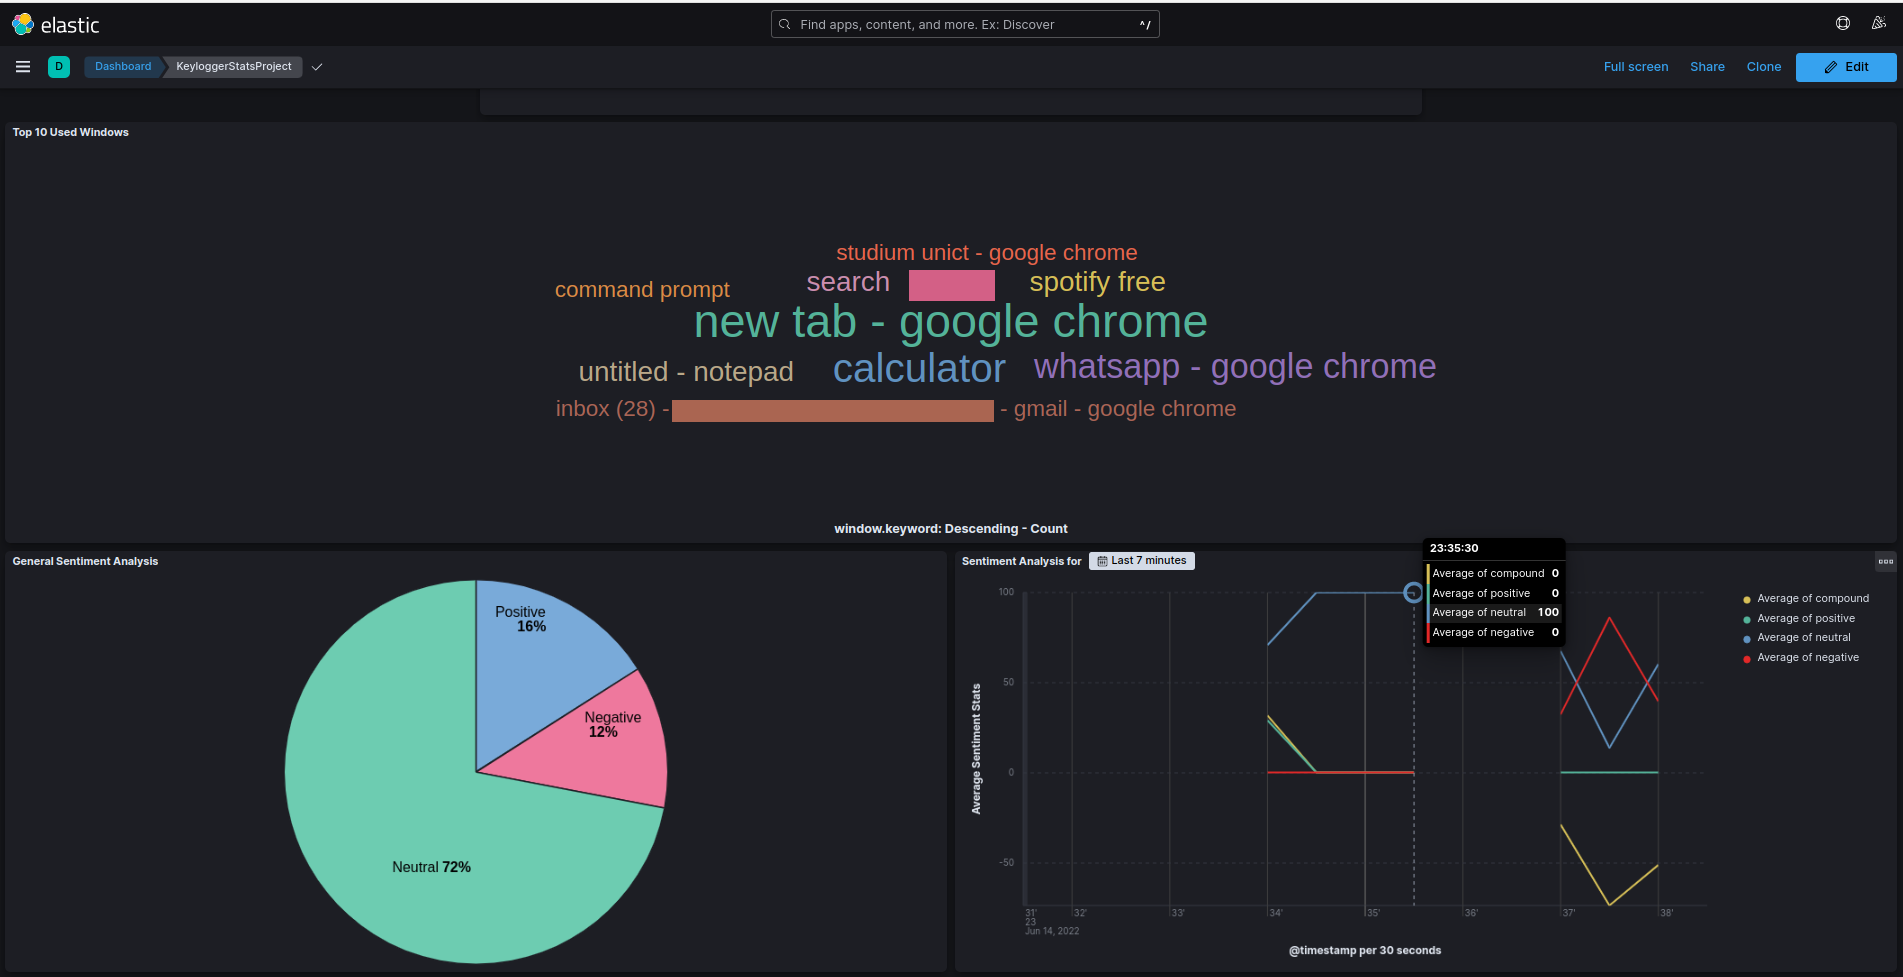 elastic
Find apps, content, and more. Ex: Discover
^/
D
Dashboard
KeyloggerStatsProject
Full screen
Share
Clone
Edit
Top 10 Used Windows
studium unict - google chrome
command prompt
search
spotify free
new tab - google chrome
untitled - notepad
calculator
whatsapp - google chrome
inbox (28) -
- gmail - google chrome
window.keyword: Descending - Count
General Sentiment Analysis
Positive
16%
Negative
12%
Neutral 72%
Sentiment Analysis for
Last 7 minutes
23:35:30
Average of compound 0
Average of positive 0
Average of neutral 100
Average of negative 0
Average of compound
Average of positive
Average of neutral
Average of negative
Average Sentiment Stats
100
50
0
-50
31' 32' 33' 34' 35' 36' 37' 38'
23
Jun 14, 2022
@timestamp per 30 seconds